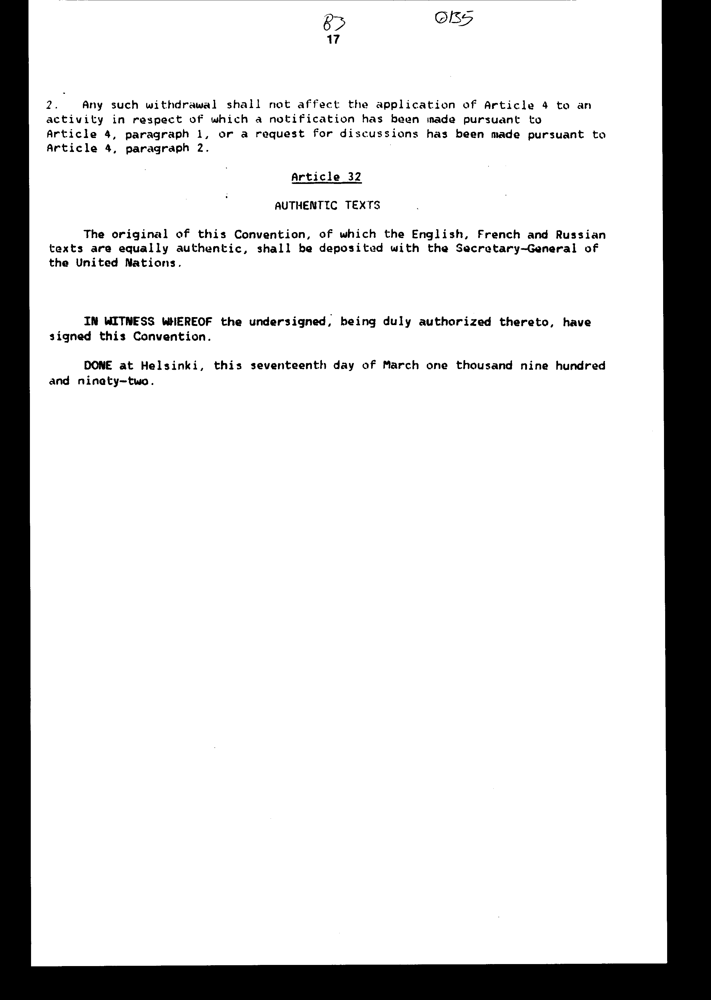 83
17
2. Any such withdrawal shall not affect the application of Article 4 to an
activity in respect of which a notification has been made pursuant to
Article 4, paragraph 1, or a request for discussions has been made pursuant to
Article 4, paragraph 2.
Article 32
AUTHENTIC TEXTS
The original of this Convention, of which the English, French and Russian
texts are equally authentic, shall be deposited with the Secretary-General of
the United Nations.
IN WITNESS WHEREOF the undersigned, being duly authorized thereto, have
signed this Convention.
DONE at Helsinki, this seventeenth day of March one thousand nine hundred
and ninety-two.